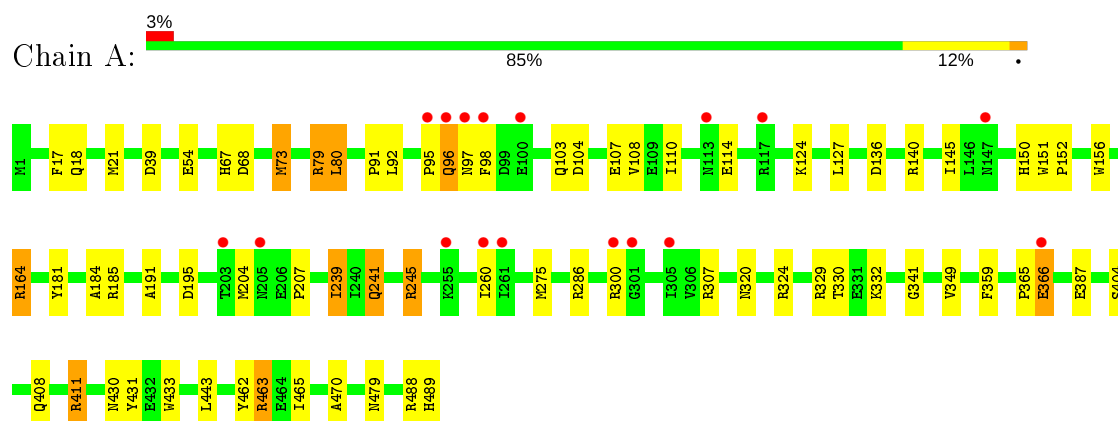 3%
Chain A:
85% 12% •
M1 F17 Q18 M21 D39 E54 H67 D68 M73 R79 L80 P91 L92 P95 Q96 N97 F98 D99 E100 Q103 D104 E107 V108 E109 I110 N113 E114 R117 K124 L127 D136 R140 I145 L146 N147 H150 W151 P152 W156
R164 Y181 A184 R185 A191 D195 T203 M204 N205 E206 P207 I239 I240 Q241 R245 K255 I260 I261 M275 R286 R300 G301 I305 V306 R307 N320 R324 R329 T330 E331 K332 G341 V349 F359 P365 E366 E387 S404
Q408 R411 N430 Y431 E432 W433 L443 Y462 R463 E464 I465 A470 N479 R488 H489